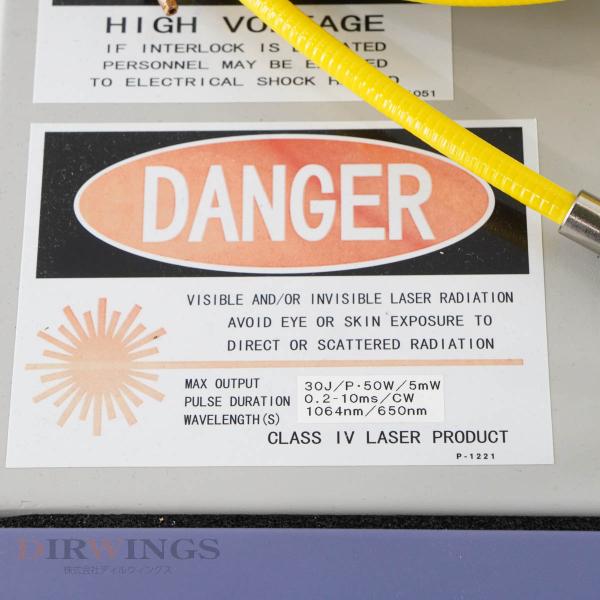 HIGH VOLTAGE
IF INTERLOCK IS
PERSONNEL MAY BE
TO ELECTRICAL SHOCK
DANGER
VISIBLE AND/OR INVISIBLE LASER RADIATION
AVOID EYE OR SKIN EXPOSURE TO
DIRECT OR SCATTERED RADIATION
MAX OUTPUT 30J/P·50W/5mW
PULSE DURATION 0.2-10ms/CW
WAVELENGTH(S) 1064nm/650nm
CLASS IV LASER PRODUCT
P-1221
DIRWINGS
株式会社ディルウィングス